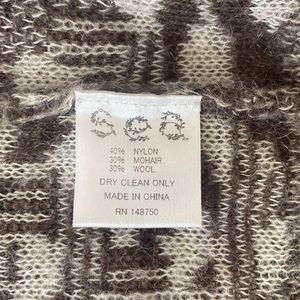 Sea
40% NYLON
30% MOHAIR
30% WOOL
DRY CLEAN ONLY
MADE IN CHINA
RN 148750